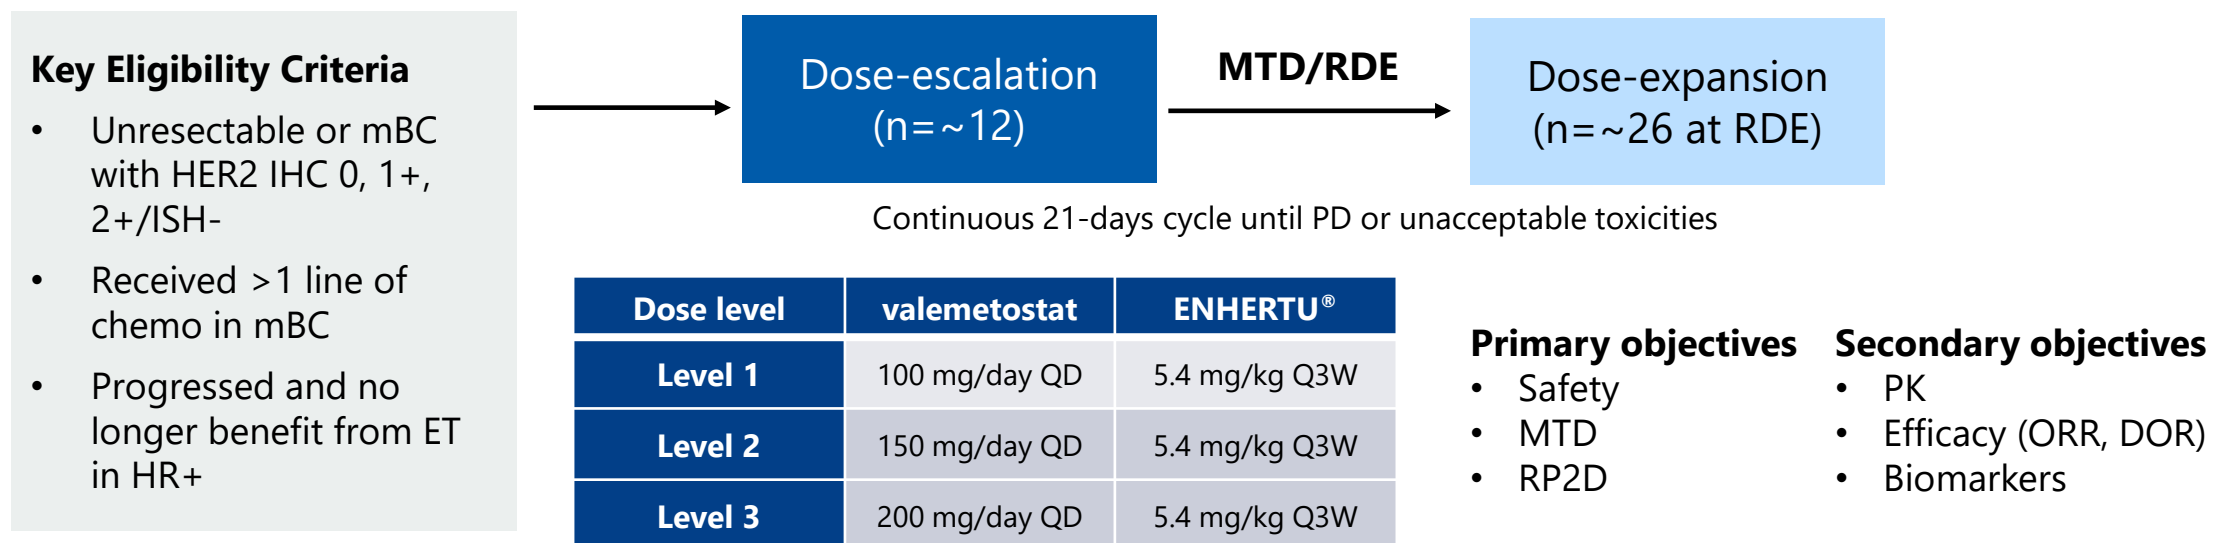 Key Eligibility Criteria
• Unresectable or mBC
with HER2 IHC 0, 1+,
2+/ISH-
• Received >1 line of
chemo in mBC
• Progressed and no
longer benefit from ET
in HR+
Dose-escalation
(n=~12)
MTD/RDE
Dose-expansion
(n=~26 at RDE)
Continuous 21-days cycle until PD or unacceptable toxicities
Dose level valemetostat ENHERTU®
Level 1 100 mg/day QD 5.4 mg/kg Q3W
Level 2 150 mg/day QD 5.4 mg/kg Q3W
Level 3 200 mg/day QD 5.4 mg/kg Q3W
Primary objectives
• Safety
• MTD
• RP2D
Secondary objectives
• PK
• Efficacy (ORR, DOR)
• Biomarkers